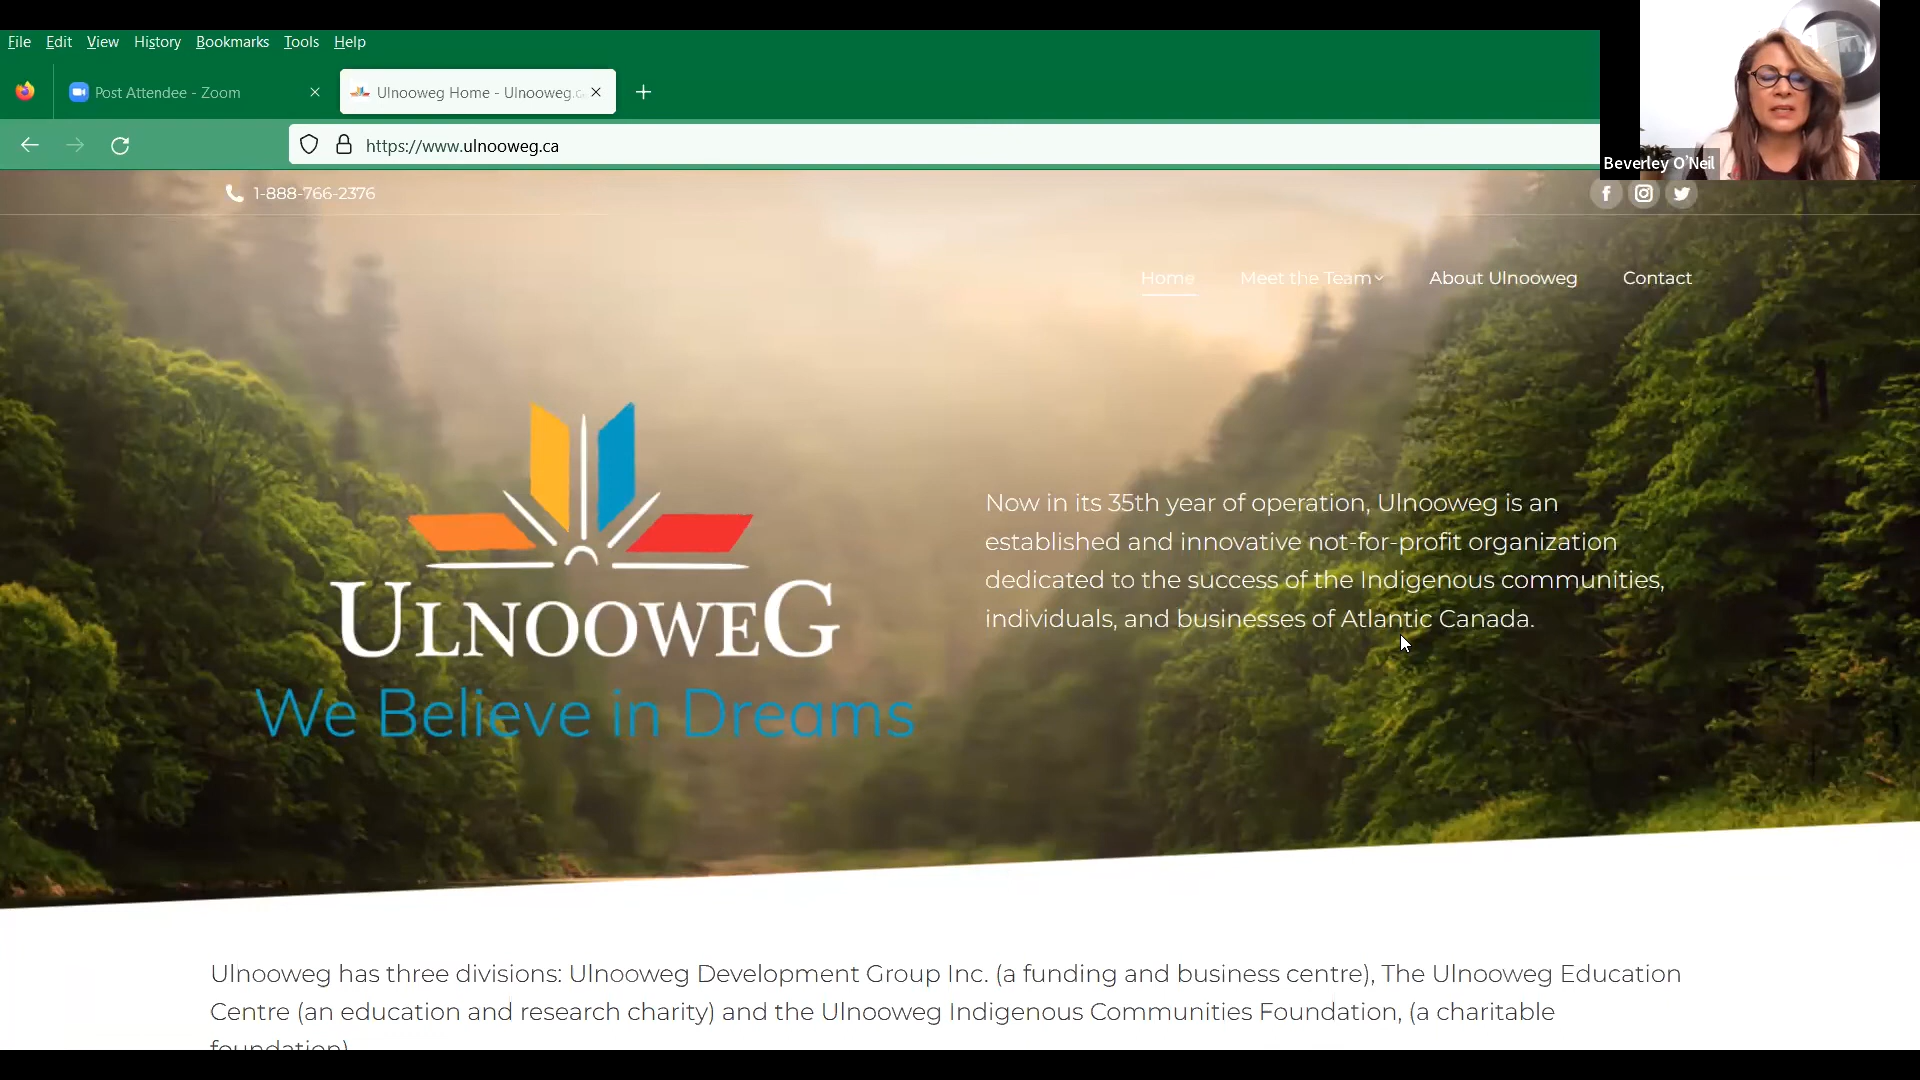 File Edit View History Bookmarks Tools Help
Post Attendee - Zoom
Ulnooweg Home - Ulnooweg.c
https://www.ulnooweg.ca
Beverley O'Neil
1-888-766-2376
Home Meet the Team About Ulnooweg Contact
ULNOOWEG
We Believe in Dreams
Now in its 35th year of operation, Ulnooweg is an
established and innovative not-for-profit organization
dedicated to the success of the Indigenous communities,
individuals, and businesses of Atlantic Canada.
Ulnooweg has three divisions: Ulnooweg Development Group Inc. (a funding and business centre), The Ulnooweg Education
Centre (an education and research charity) and the Ulnooweg Indigenous Communities Foundation, (a charitable
foundation)